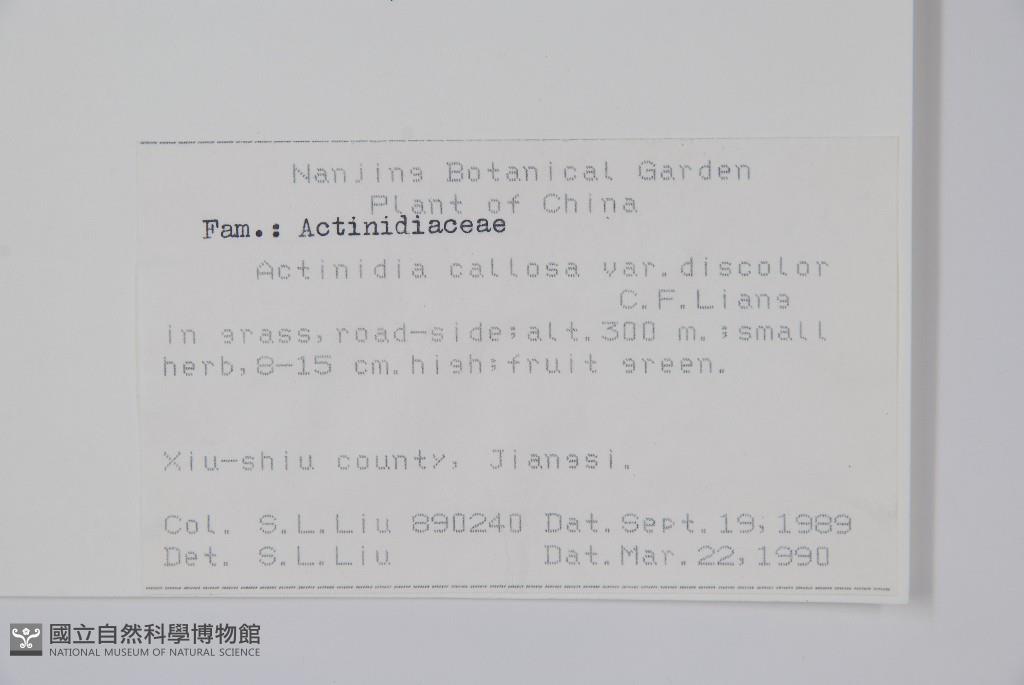 Nanjing Botanical Garden
Plant of China
Fam.: Actinidiaceae
Actinidia callosa var. discolor
C.F.Liang
in grass, road-side; alt. 300 m. ; small
herb, 8-15 cm. high; fruit green.
Xiu-shiu county, Jiangsi.
Col. S.L.Liu 890240 Dat. Sept. 19, 1989
Det. S.L.Liu Dat. Mar. 22, 1990
國立自然科學博物館
NATIONAL MUSEUM OF NATURAL SCIENCE